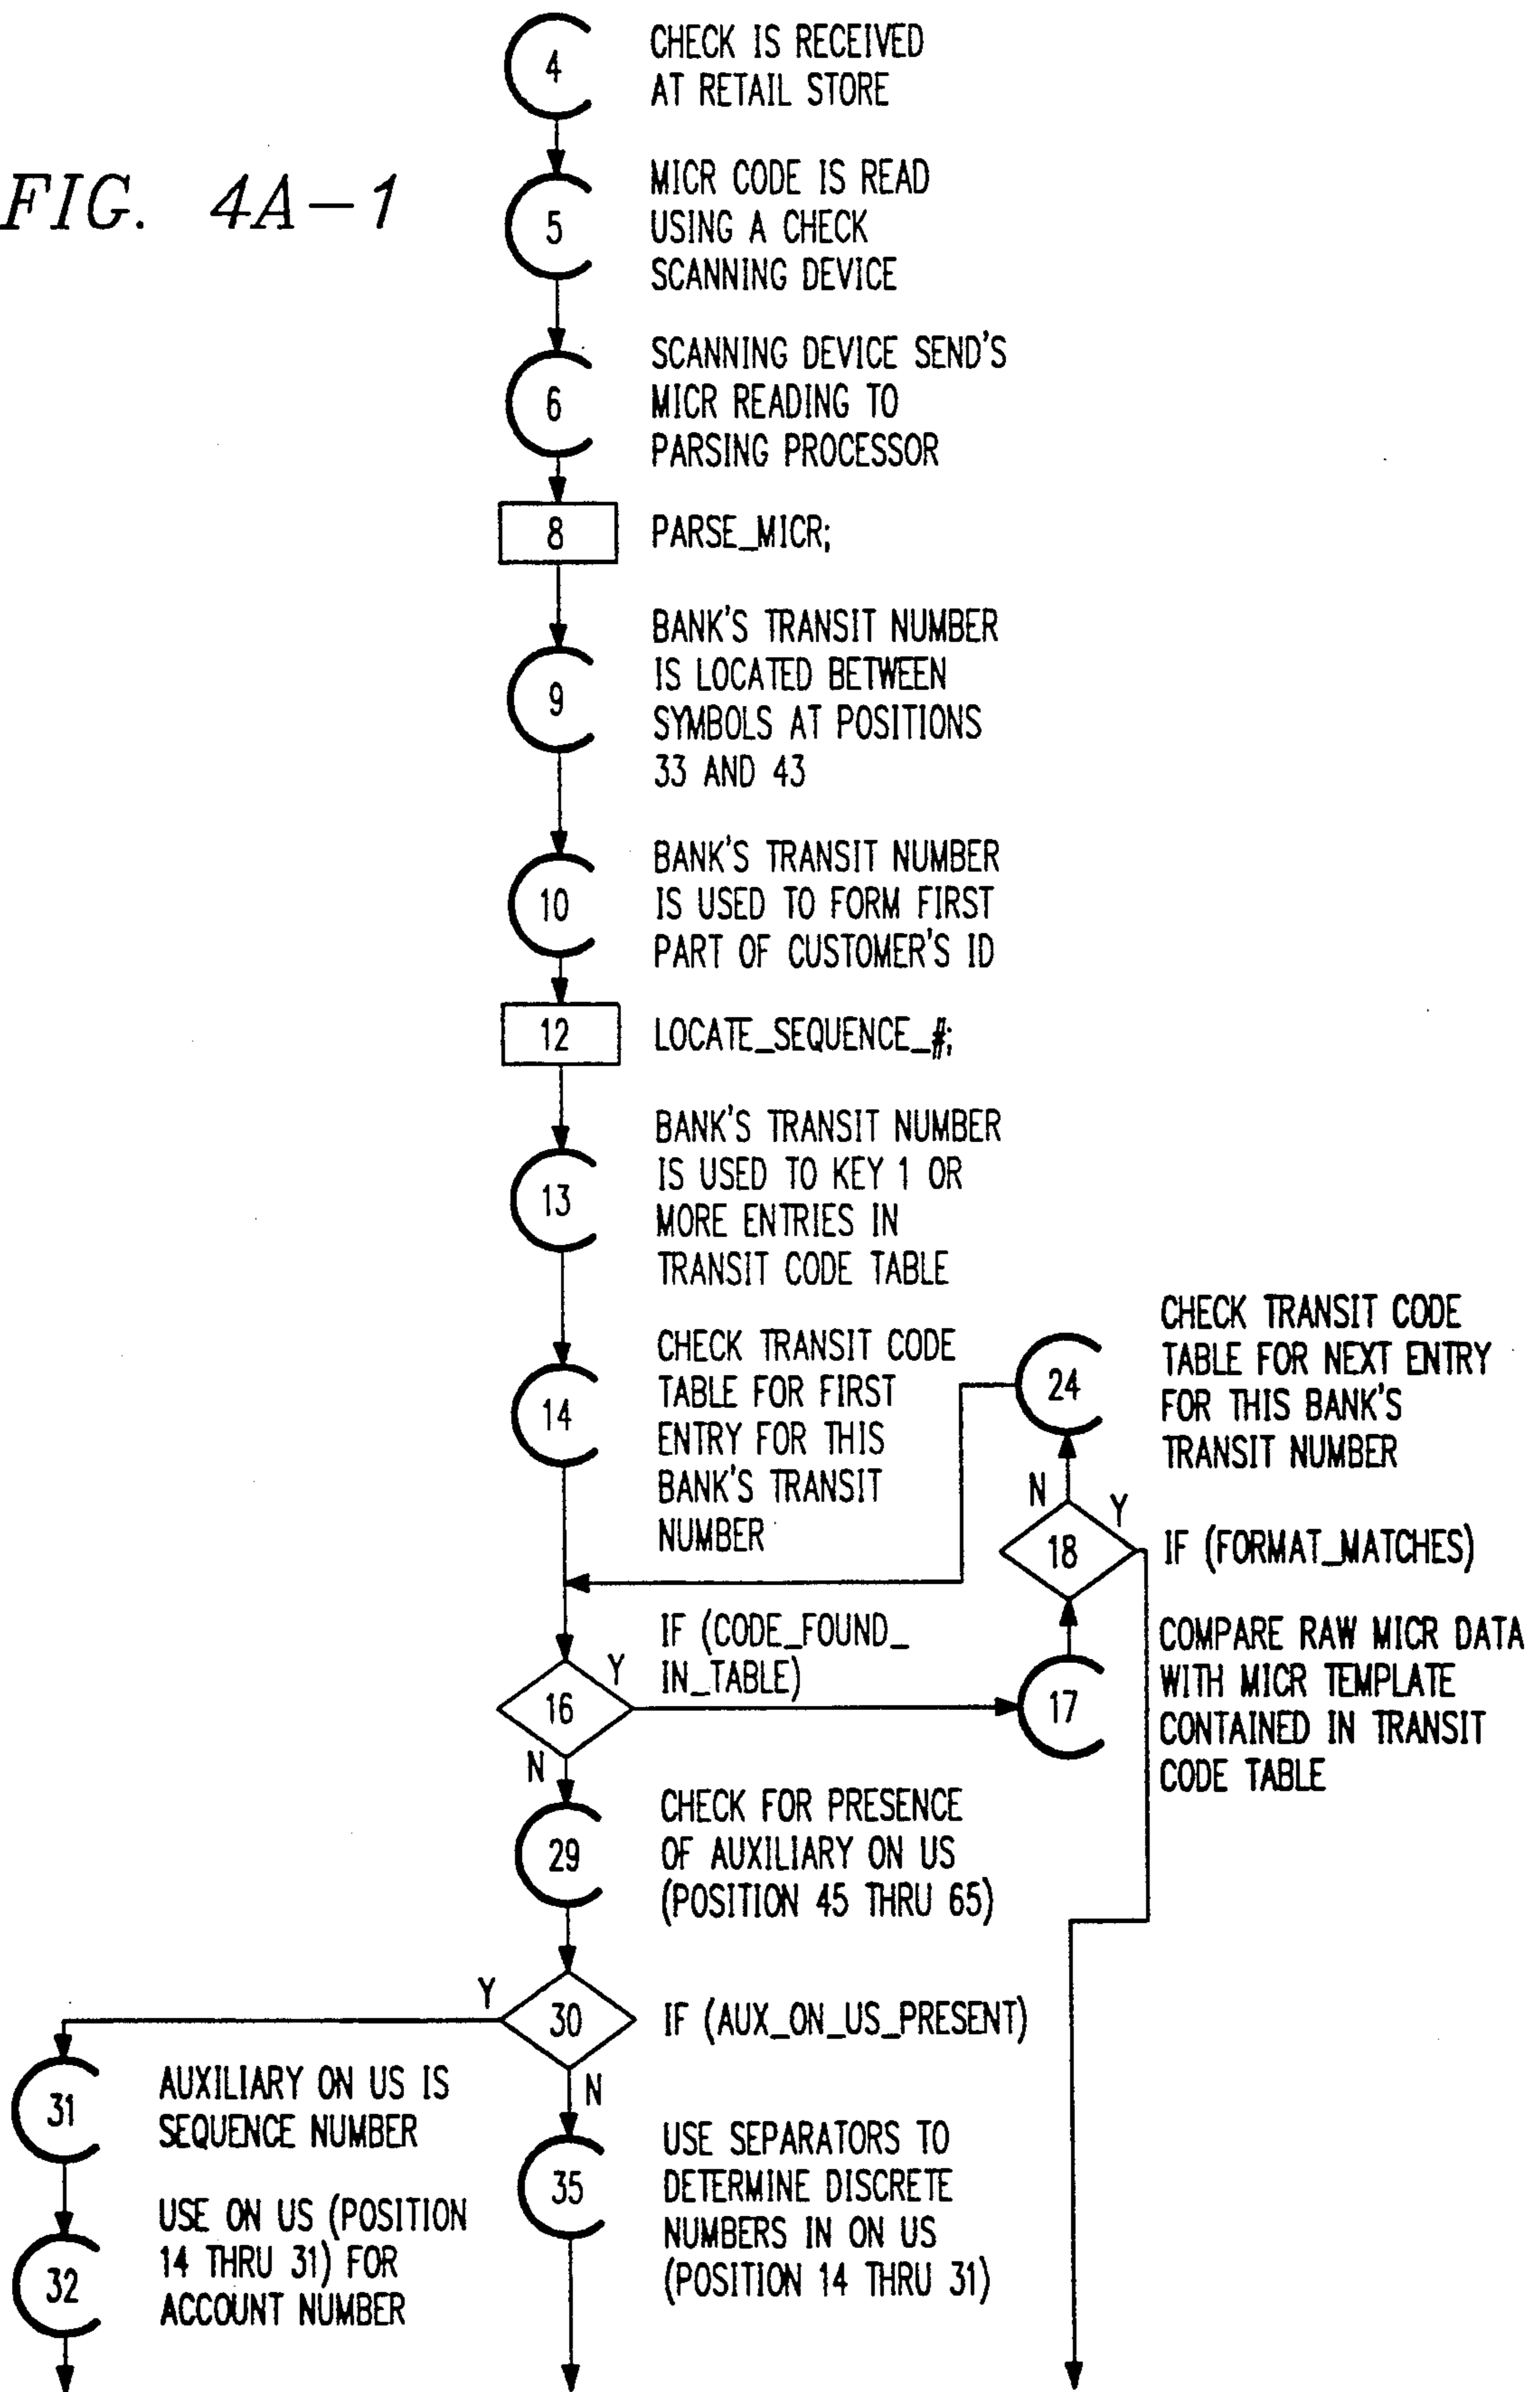 FIG. 4A-1
4
CHECK IS RECEIVED
AT RETAIL STORE
5
MICR CODE IS READ
USING A CHECK
SCANNING DEVICE
6
SCANNING DEVICE SEND'S
MICR READING TO
PARSING PROCESSOR
8
PARSE_MICR;
9
BANK'S TRANSIT NUMBER
IS LOCATED BETWEEN
SYMBOLS AT POSITIONS
33 AND 43
10
BANK'S TRANSIT NUMBER
IS USED TO FORM FIRST
PART OF CUSTOMER'S ID
12
LOCATE_SEQUENCE_#;
13
BANK'S TRANSIT NUMBER
IS USED TO KEY 1 OR
MORE ENTRIES IN
TRANSIT CODE TABLE
14
CHECK TRANSIT CODE
TABLE FOR FIRST
ENTRY FOR THIS
BANK'S TRANSIT
NUMBER
24
CHECK TRANSIT CODE
TABLE FOR NEXT ENTRY
FOR THIS BANK'S
TRANSIT NUMBER
N
Y
18
IF (FORMAT_MATCHES)
16
Y
N
IF (CODE_FOUND_
IN_TABLE)
17
COMPARE RAW MICR DATA
WITH MICR TEMPLATE
CONTAINED IN TRANSIT
CODE TABLE
29
CHECK FOR PRESENCE
OF AUXILIARY ON US
(POSITION 45 THRU 65)
Y
30
N
IF (AUX_ON_US_PRESENT)
31
AUXILIARY ON US IS
SEQUENCE NUMBER
32
USE ON US (POSITION
14 THRU 31) FOR
ACCOUNT NUMBER
35
USE SEPARATORS TO
DETERMINE DISCRETE
NUMBERS IN ON US
(POSITION 14 THRU 31)